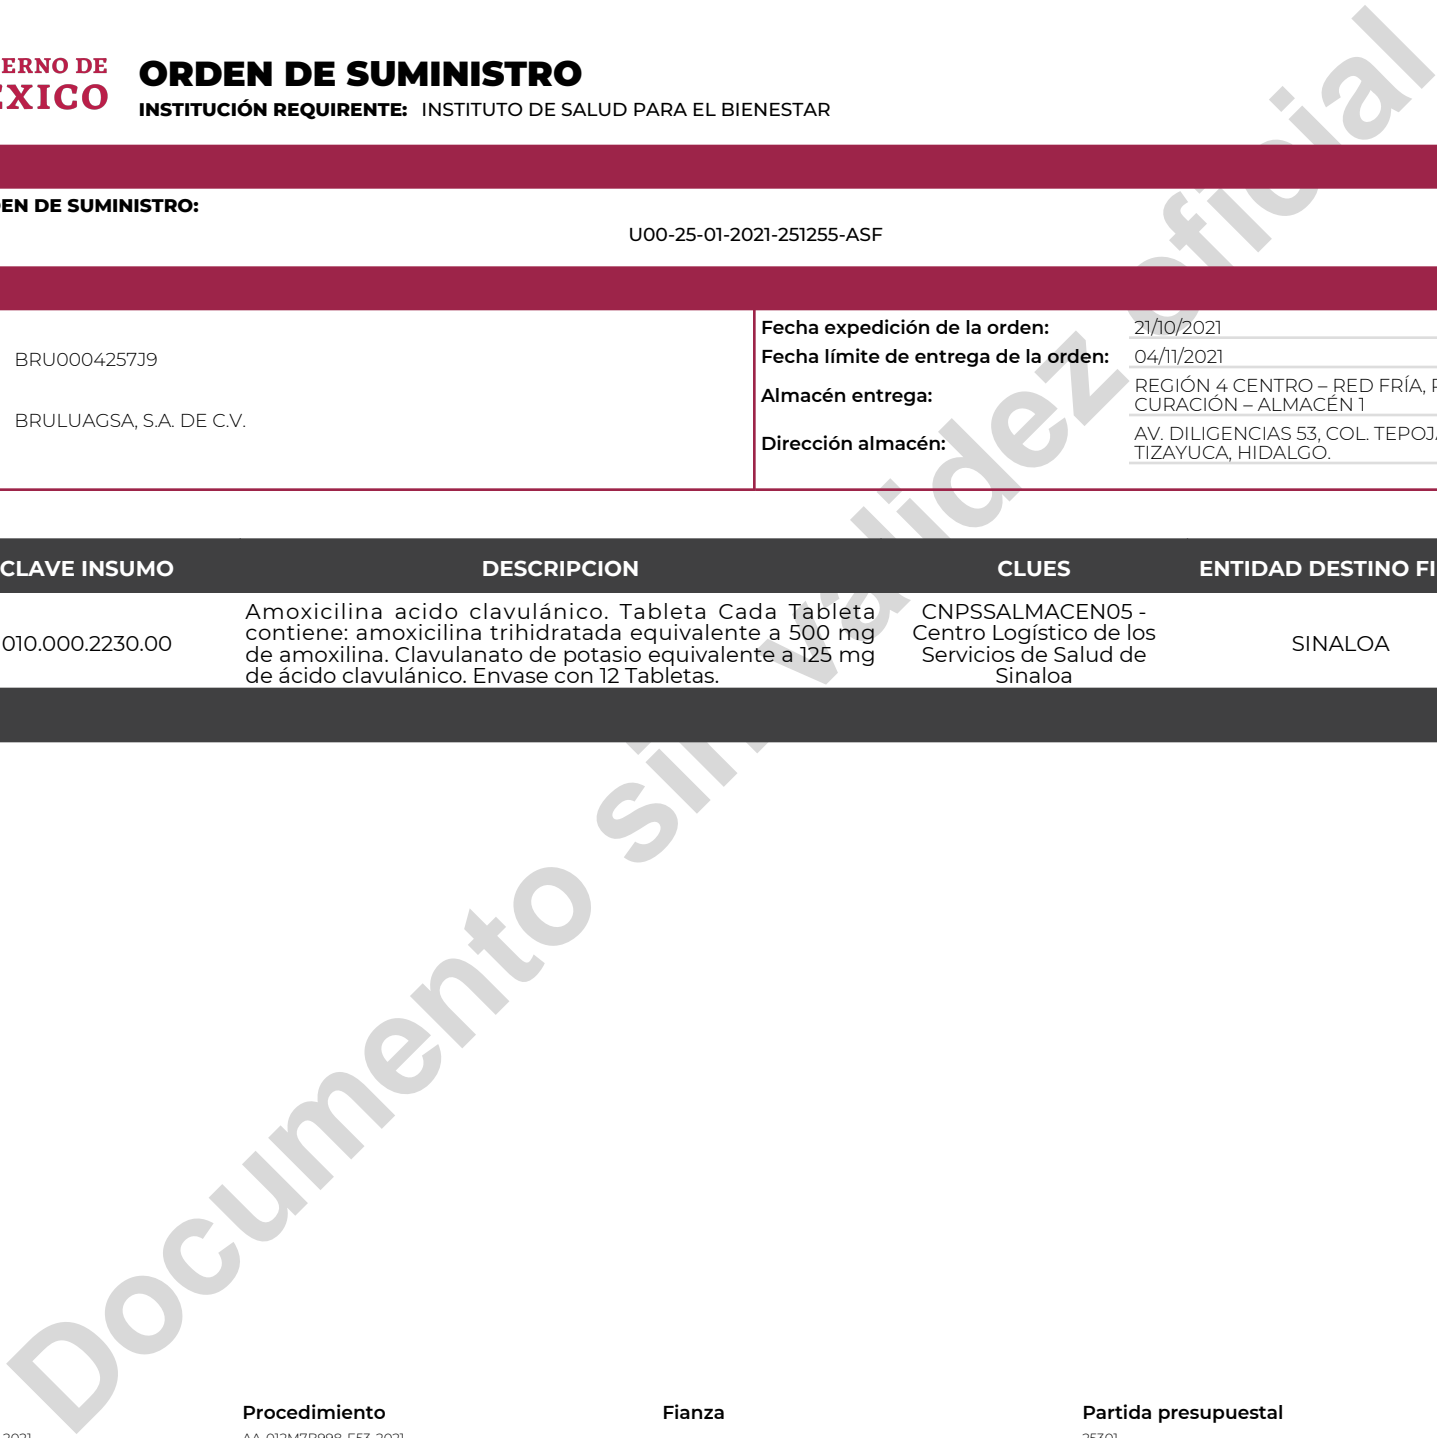 ERNO DE
ORDEN DE SUMINISTRO
INSTITUCIÓN REQUIRENTE: INSTITUTO DE SALUD PARA EL BIENESTAR
EN DE SUMINISTRO:
U00-25-01-2021-251255-ASF
BRU0004257J9
BRULUAGSA, S.A. DE C.V.
Fecha expedición de la orden: 21/10/2021
Fecha límite de entrega de la orden: 04/11/2021
Almacén entrega: REGIÓN 4 CENTRO – RED FRÍA,
CURACIÓN – ALMACÉN 1
Dirección almacén: AV. DILIGENCIAS 53, COL.
TIZAYUCA, HIDALGO.
CLAVE INSUMO DESCRIPCION CLUES ENTIDAD DESTINO
010.000.2230.00
Amoxicilina acido clavulánico. Tableta Cada Tableta
contiene: amoxicilina trihidratada equivalente a 500 mg
de amoxilina. Clavulanato de potasio equivalente a 125 mg
de ácido clavulánico. Envase con 12 Tabletas.
CNPSSALMACEN05 -
Centro Logístico de los
Servicios de Salud de
Sinaloa
SINALOA
Documento sin validez oficial
Procedimiento Fianza Partida presupuestal